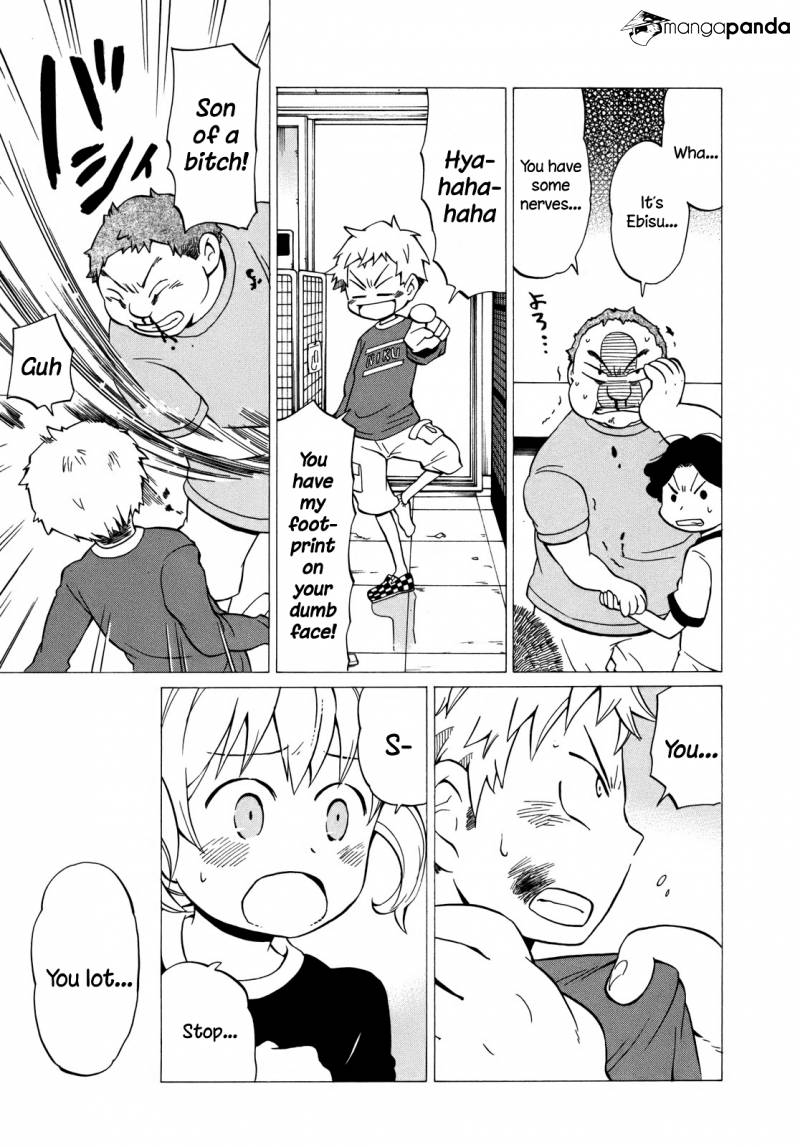 mangapanda
Wha...
It's
Ebisu...
You have
some
nerves...
よろ…
Hya-
haha-
haha
NIKU
You
have
my
foot-
print
on
your
dumb
face!
Son
of a
bitch!
バシィ
Guh
You...
S-
Stop...
You lot...